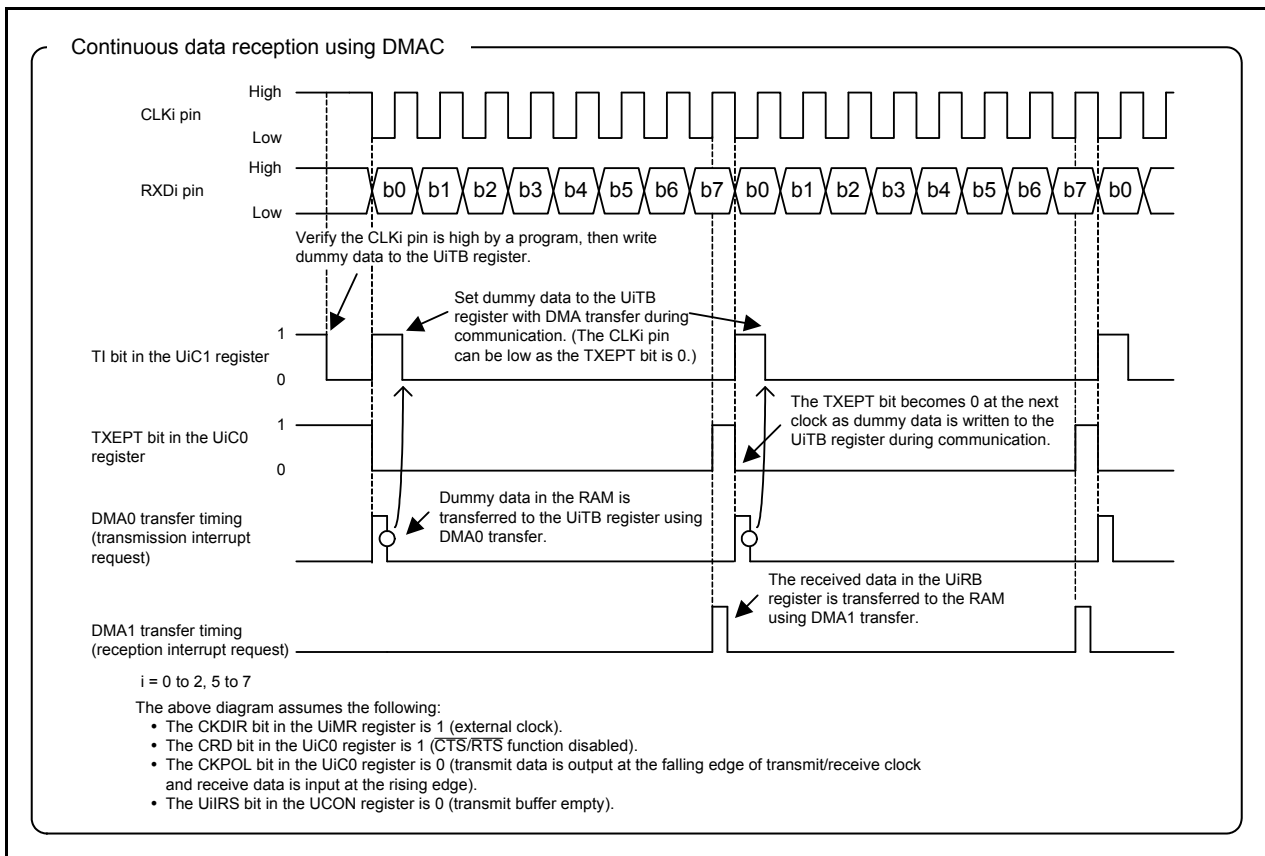 Continuous data reception using DMAC
High
CLKi pin
Low
High
RXDi pin
b0 b1 b2 b3 b4 b5 b6 b7 b0 b1 b2 b3 b4 b5 b6 b7 b0
Low
Verify the CLKi pin is high by a program, then write
dummy data to the UiTB register.
Set dummy data to the UiTB
register with DMA transfer during
communication. (The CLKi pin
can be low as the TXEPT bit is 0.)
1
TI bit in the UiC1 register
0
The TXEPT bit becomes 0 at the next
clock as dummy data is written to the
UiTB register during communication.
1
TXEPT bit in the UiC0
register
0
Dummy data in the RAM is
transferred to the UiTB register using
DMA0 transfer.
DMA0 transfer timing
(transmission interrupt
request)
The received data in the UiRB
register is transferred to the RAM
using DMA1 transfer.
DMA1 transfer timing
(reception interrupt request)
i = 0 to 2, 5 to 7
The above diagram assumes the following:
• The CKDIR bit in the UiMR register is 1 (external clock).
• The CRD bit in the UiC0 register is 1 (CTS/RTS function disabled).
• The CKPOL bit in the UiC0 register is 0 (transmit data is output at the falling edge of transmit/receive clock
and receive data is input at the rising edge).
• The UiIRS bit in the UCON register is 0 (transmit buffer empty).